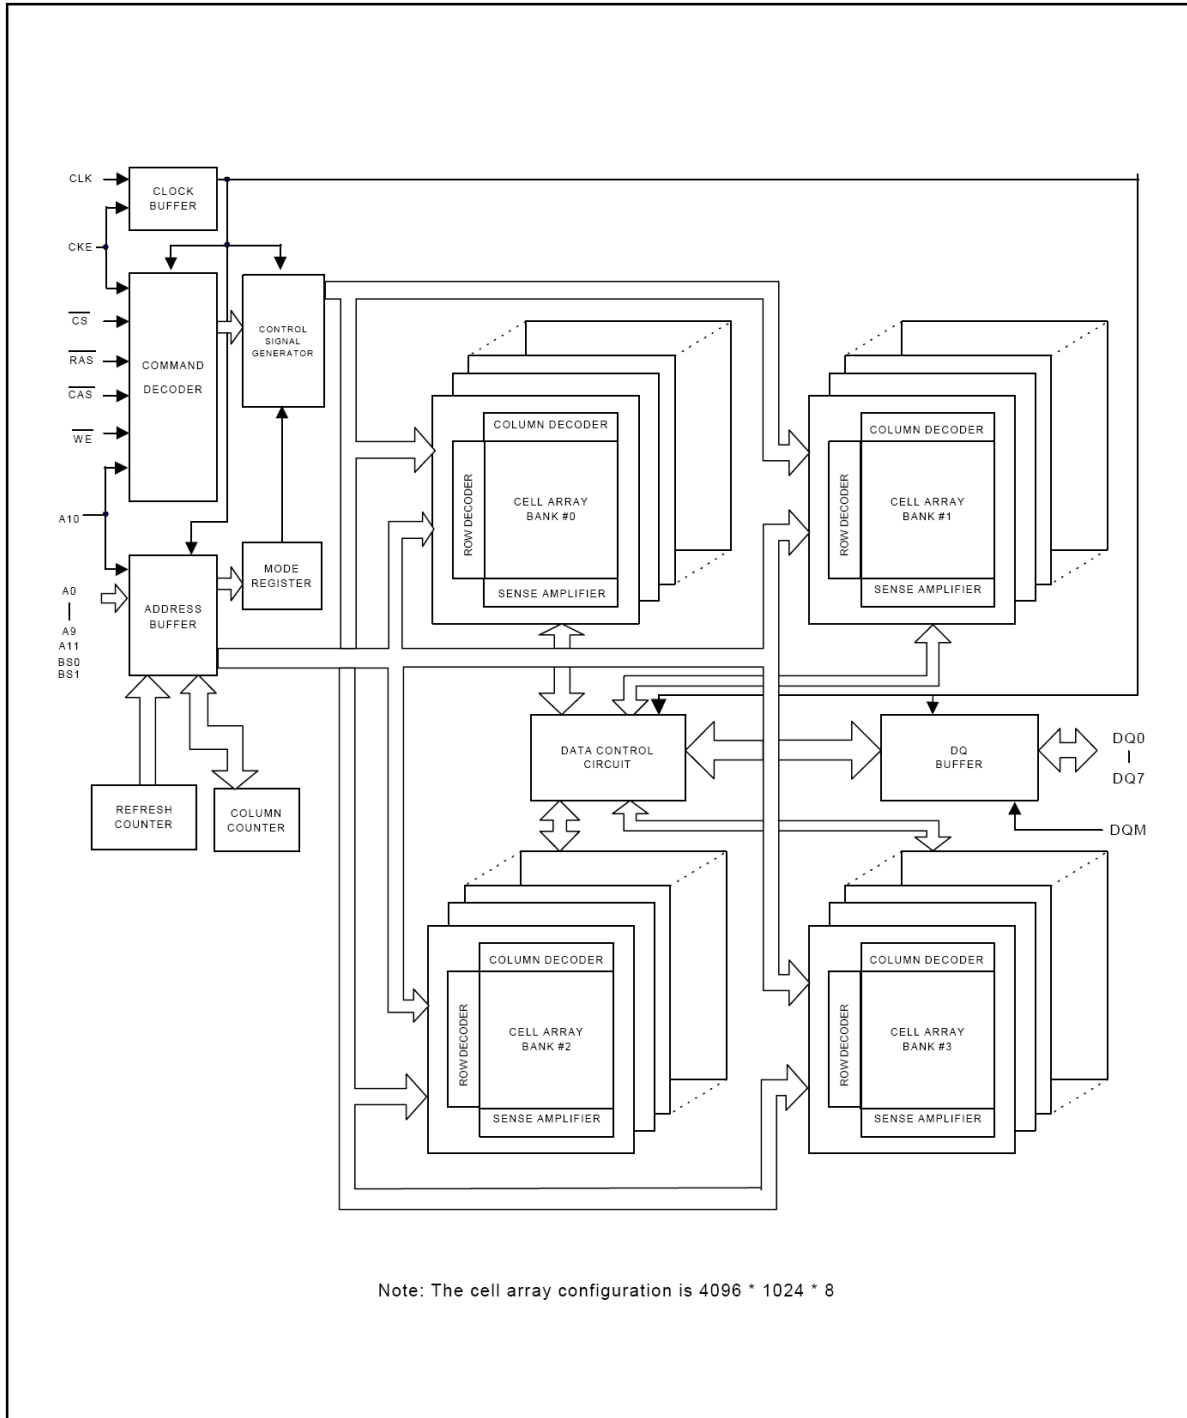 CLK
CLOCK
BUFFER
CKE
CS
RAS
CAS
WE
COMMAND
DECODER
CONTROL
SIGNAL
GENERATOR
A10
MODE
REGISTER
A0
A9
A11
BS0
BS1
ADDRESS
BUFFER
REFRESH
COUNTER
COLUMN
COUNTER
COLUMN DECODER
ROW DECODER
CELL ARRAY
BANK #0
SENSE AMPLIFIER
COLUMN DECODER
ROW DECODER
CELL ARRAY
BANK #1
SENSE AMPLIFIER
DATA CONTROL
CIRCUIT
DQ
BUFFER
DQ0
DQ7
DQM
COLUMN DECODER
ROW DECODER
CELL ARRAY
BANK #2
SENSE AMPLIFIER
COLUMN DECODER
ROW DECODER
CELL ARRAY
BANK #3
SENSE AMPLIFIER
Note: The cell array configuration is 4096 * 1024 * 8